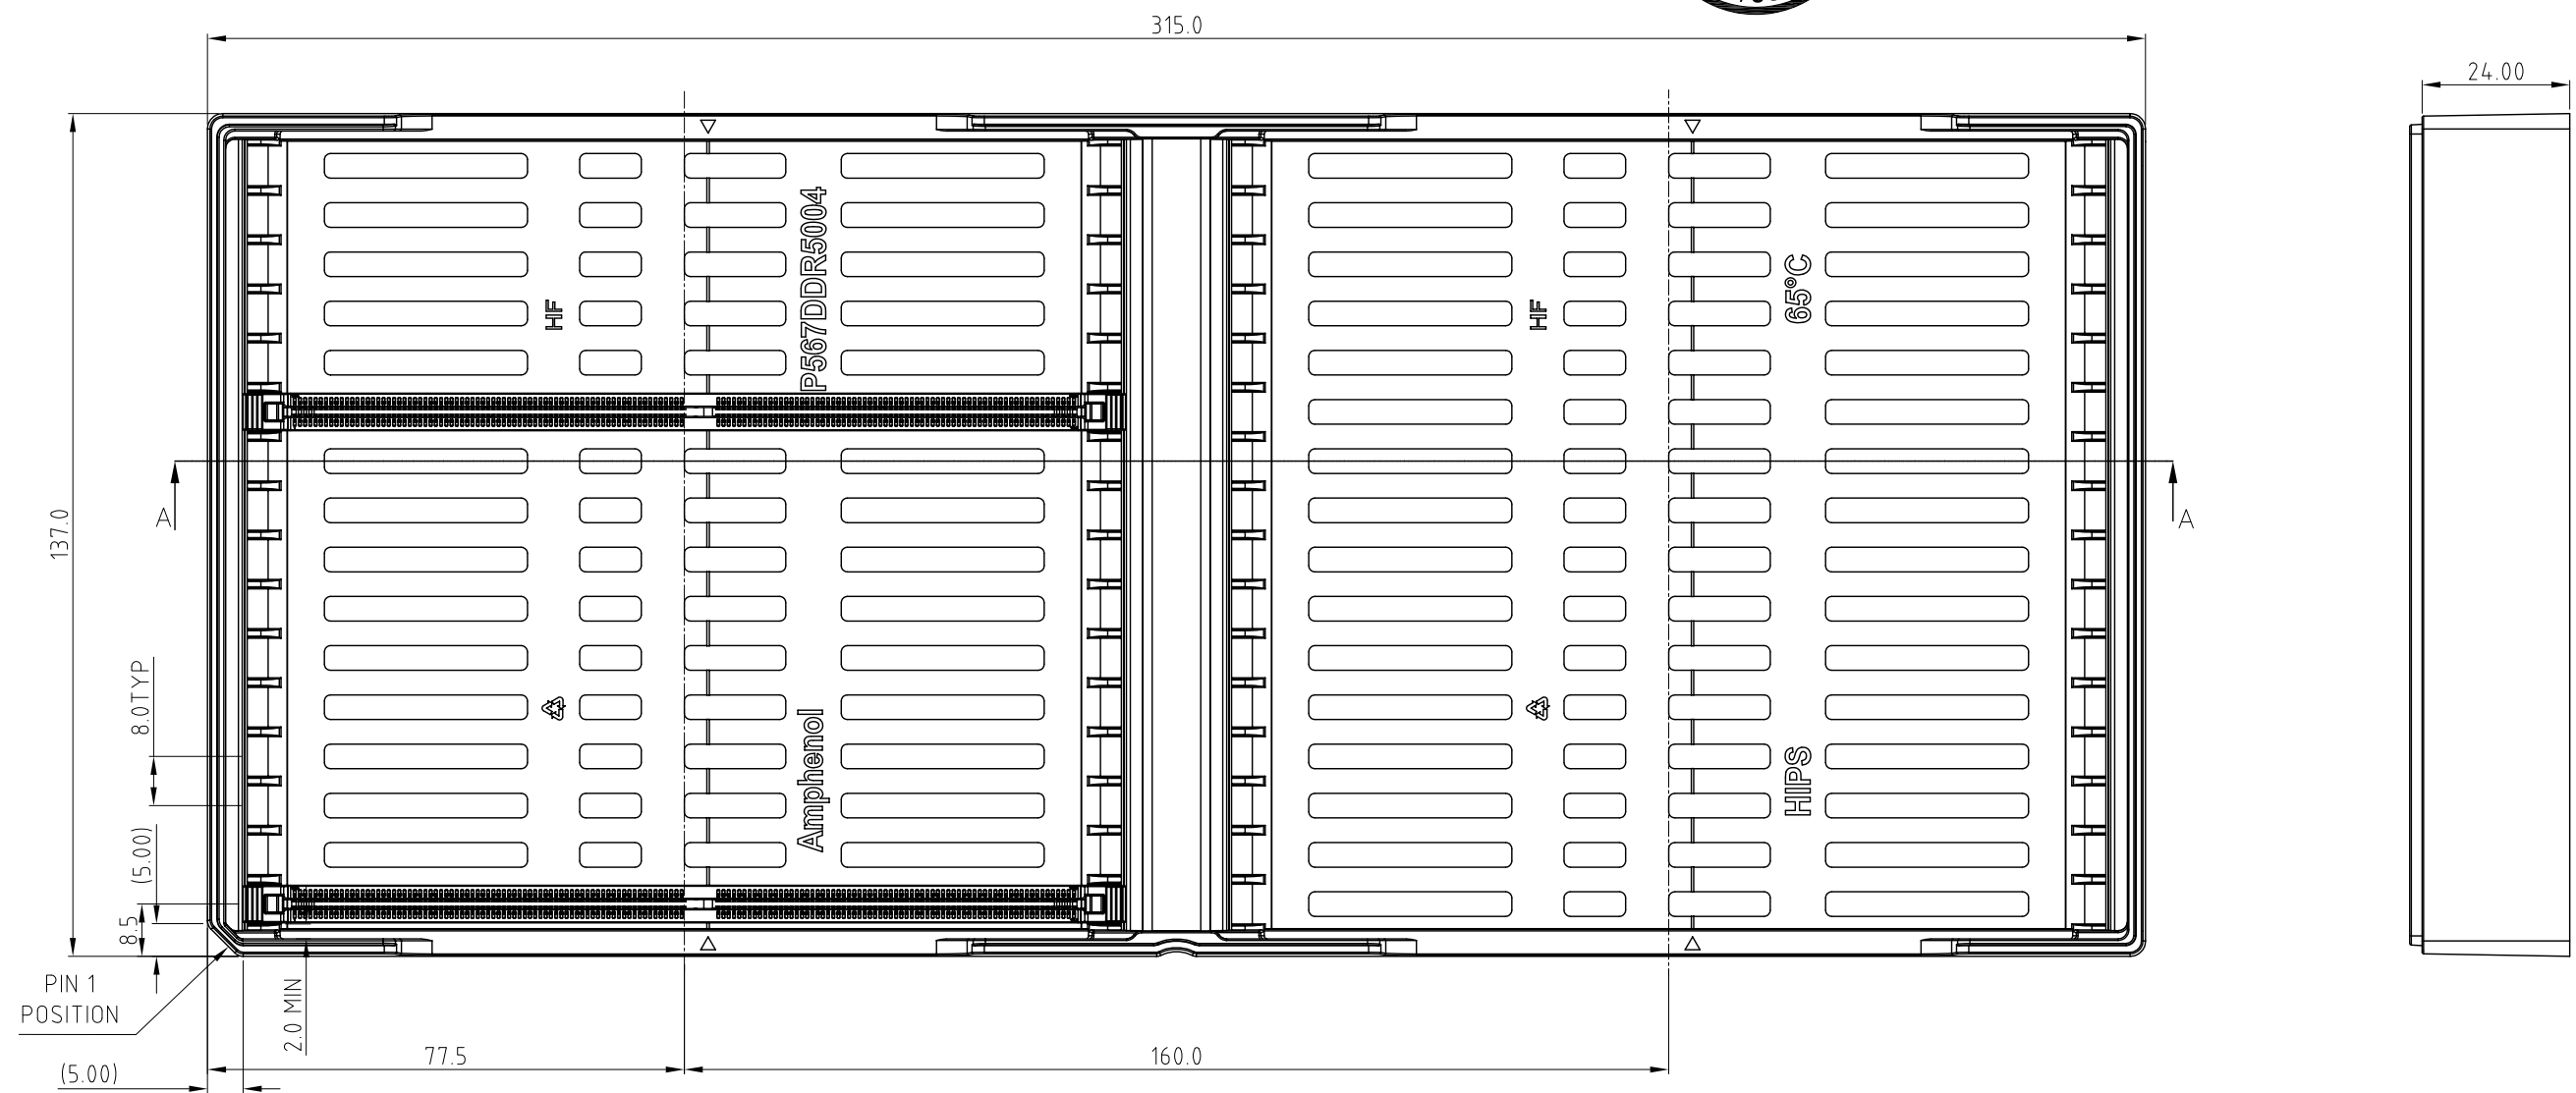 315.0
24.00
P567DDR5004
HF
HF
65°C
A
A
137.0
8.0TYP
(5.00)
8.5
Amphenol
HIPS
PIN 1
POSITION
2.0 MIN
77.5
160.0
(5.00)